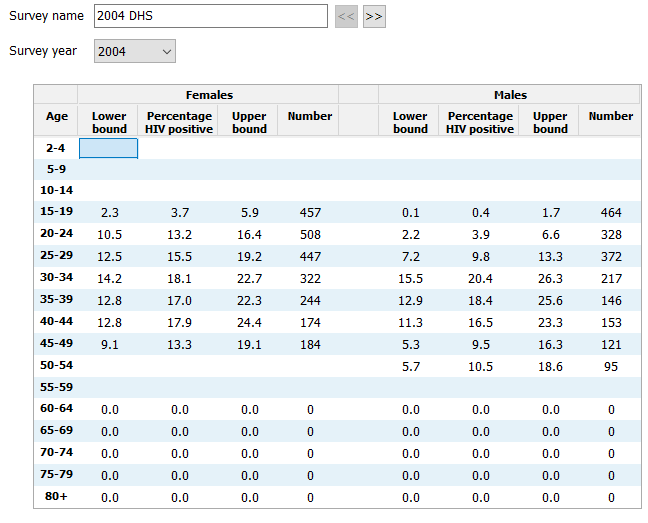 Survey name 2004 DHS << >>
Survey year 2004
Females Males
Age Lower bound Percentage HIV positive Upper bound Number Lower bound Percentage HIV positive Upper bound Number
2-4
5-9
10-14
15-19 2.3 3.7 5.9 457 0.1 0.4 1.7 464
20-24 10.5 13.2 16.4 508 2.2 3.9 6.6 328
25-29 12.5 15.5 19.2 447 7.2 9.8 13.3 372
30-34 14.2 18.1 22.7 322 15.5 20.4 26.3 217
35-39 12.8 17.0 22.3 244 12.9 18.4 25.6 146
40-44 12.8 17.9 24.4 174 11.3 16.5 23.3 153
45-49 9.1 13.3 19.1 184 5.3 9.5 16.3 121
50-54 5.7 10.5 18.6 95
55-59
60-64 0.0 0.0 0.0 0 0.0 0.0 0.0 0
65-69 0.0 0.0 0.0 0 0.0 0.0 0.0 0
70-74 0.0 0.0 0.0 0 0.0 0.0 0.0 0
75-79 0.0 0.0 0.0 0 0.0 0.0 0.0 0
80+ 0.0 0.0 0.0 0 0.0 0.0 0.0 0